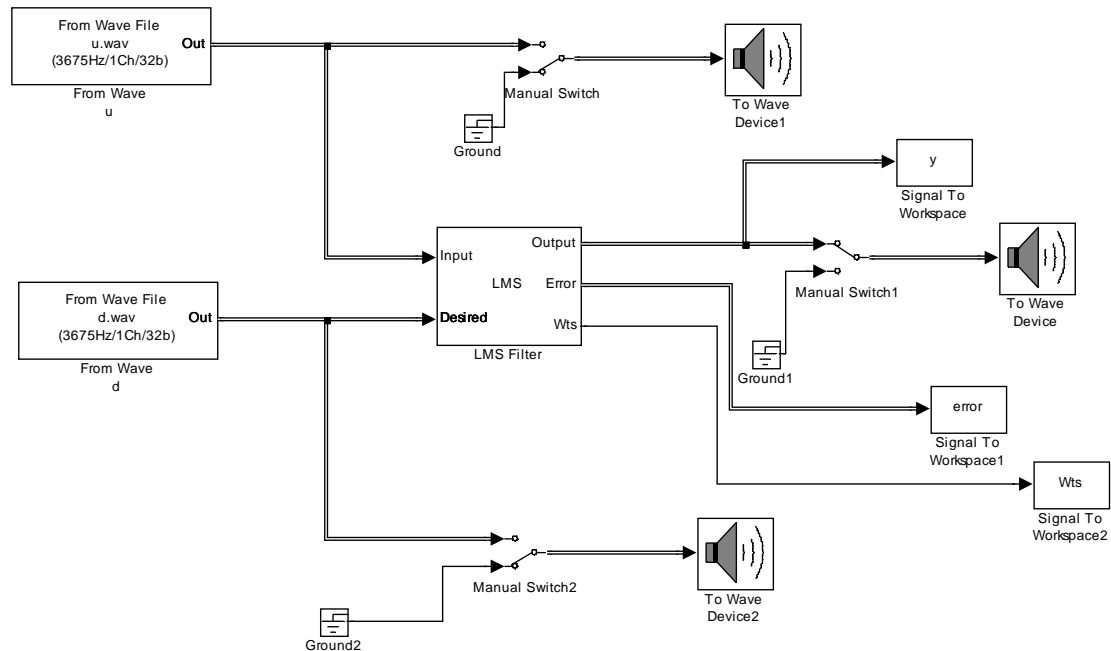 From Wave File
u.wav
(3675Hz/1Ch/32b)
Out
From Wave
u
Manual Switch
Ground
To Wave
Device1
y
Signal To
Workspace
Input
Desired
LMS
Output
Error
Wts
LMS Filter
Manual Switch1
Ground1
To Wave
Device
From Wave File
d.wav
(3675Hz/1Ch/32b)
Out
From Wave
d
error
Signal To
Workspace1
Wts
Signal To
Workspace2
Manual Switch2
Ground2
To Wave
Device2